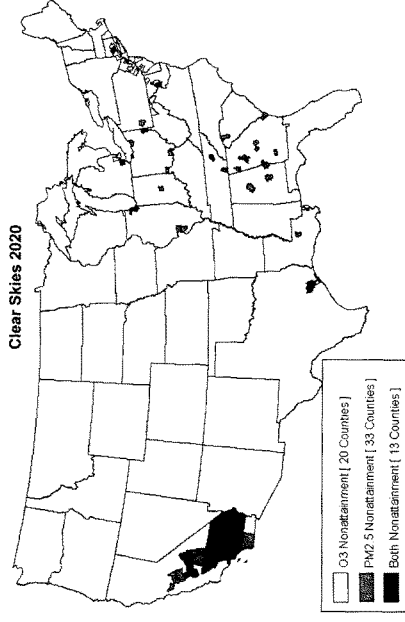 Clear Skies 2020
O3 Nonattainment [ 20 Counties ]
PM2.5 Nonattainment [ 33 Counties ]
Both Nonattainment [ 13 Counties ]